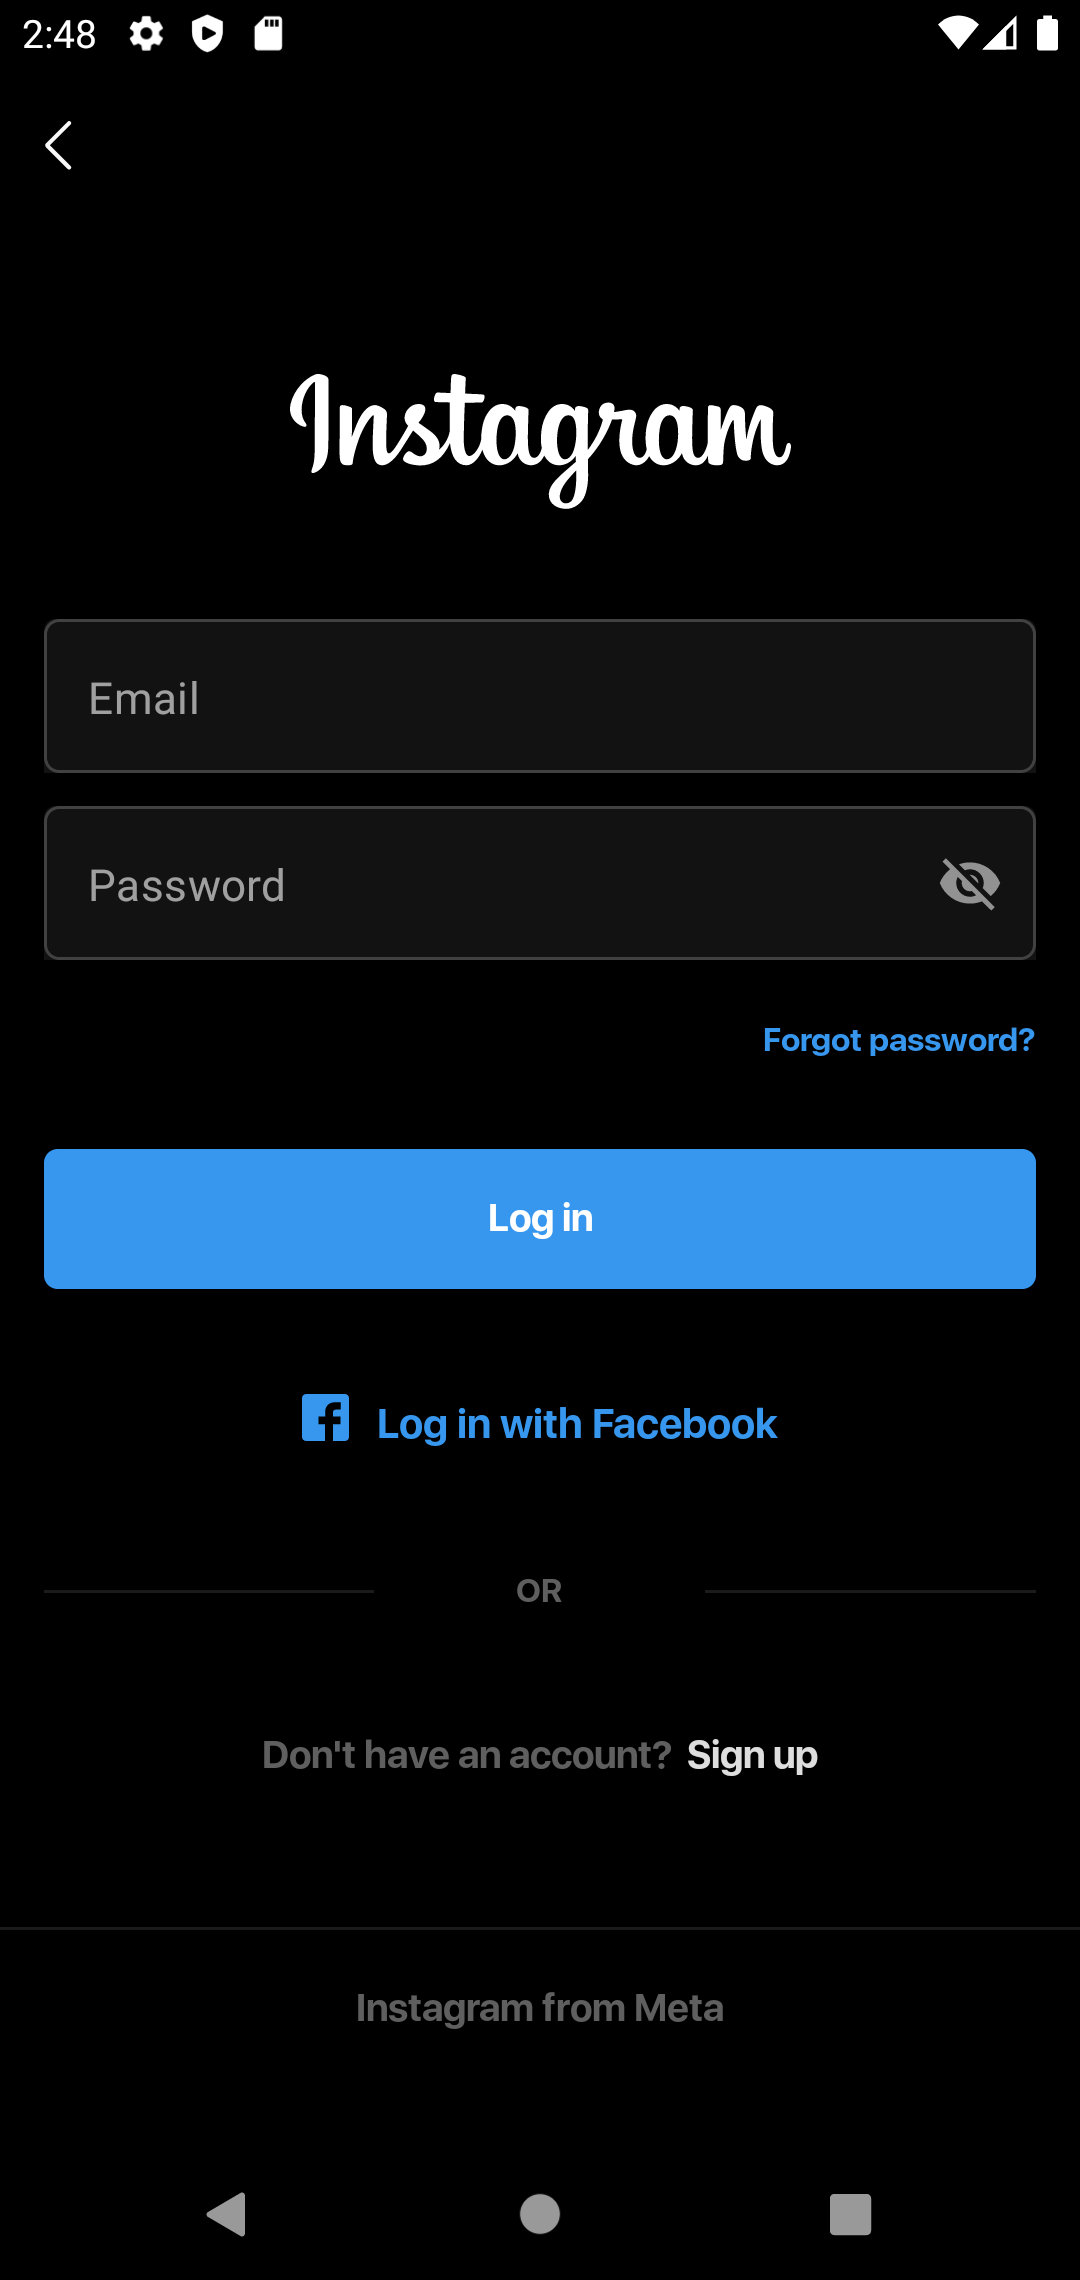 2:48
Instagram
Email
Password
Forgot password?
Log in
Log in with Facebook
OR
Don't have an account? Sign up
Instagram from Meta